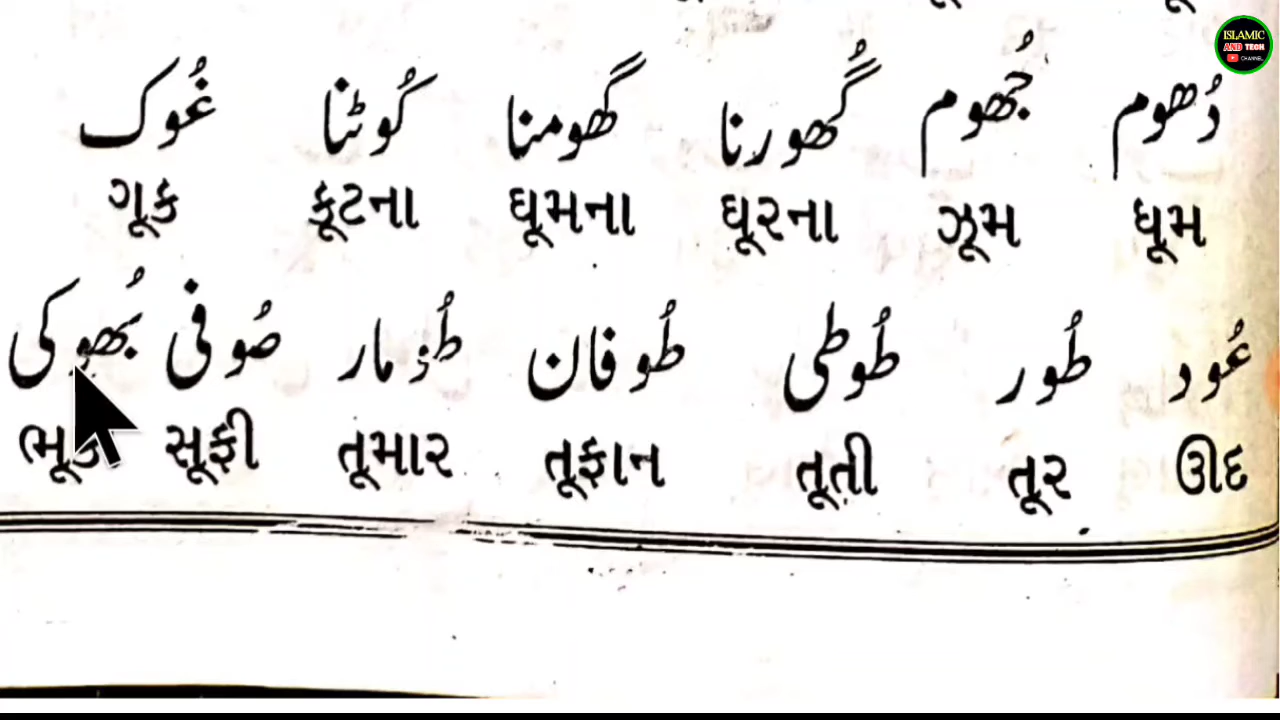 ISLAMIC
AND TECH
CHANNEL
دُھوم جُھوم گُھورنا گھومنا کُوٹنا غُوک
ગૂક કૂટના ઘૂમના ઘૂરના ઝૂમ ધૂમ
عُود طُور طُوطی طُوفان طُومار صُوفی بُھوکی
સૂફી તૂમાર તૂફાન તૂતી તૂર ઊદ